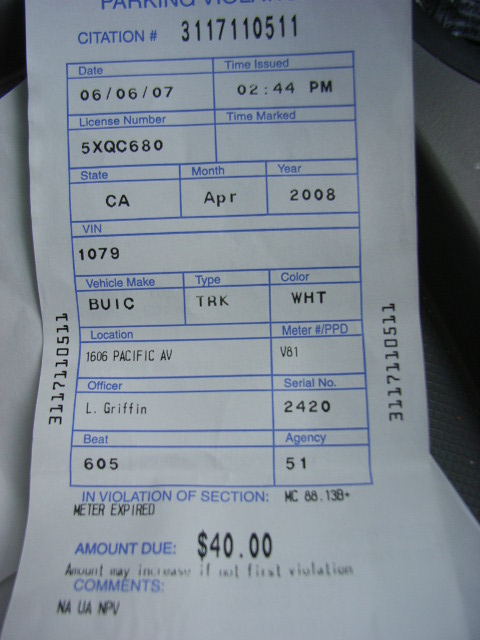 PARKING VIOLATION
CITATION # 3117110511
Date Time Issued
06/06/07 02:44 PM
License Number Time Marked
5XQC680
State Month Year
CA Apr 2008
VIN
1079
Vehicle Make Type Color
BUIC TRK WHT
Location Meter #/PPD
1606 PACIFIC AV V81
Officer Serial No.
L. Griffin 2420
Beat Agency
605 51
IN VIOLATION OF SECTION: MC 88.13B+
METER EXPIRED
AMOUNT DUE: $40.00
Amount may increase if not first violation
COMMENTS:
NA UA NPV
3117110511
3117110511